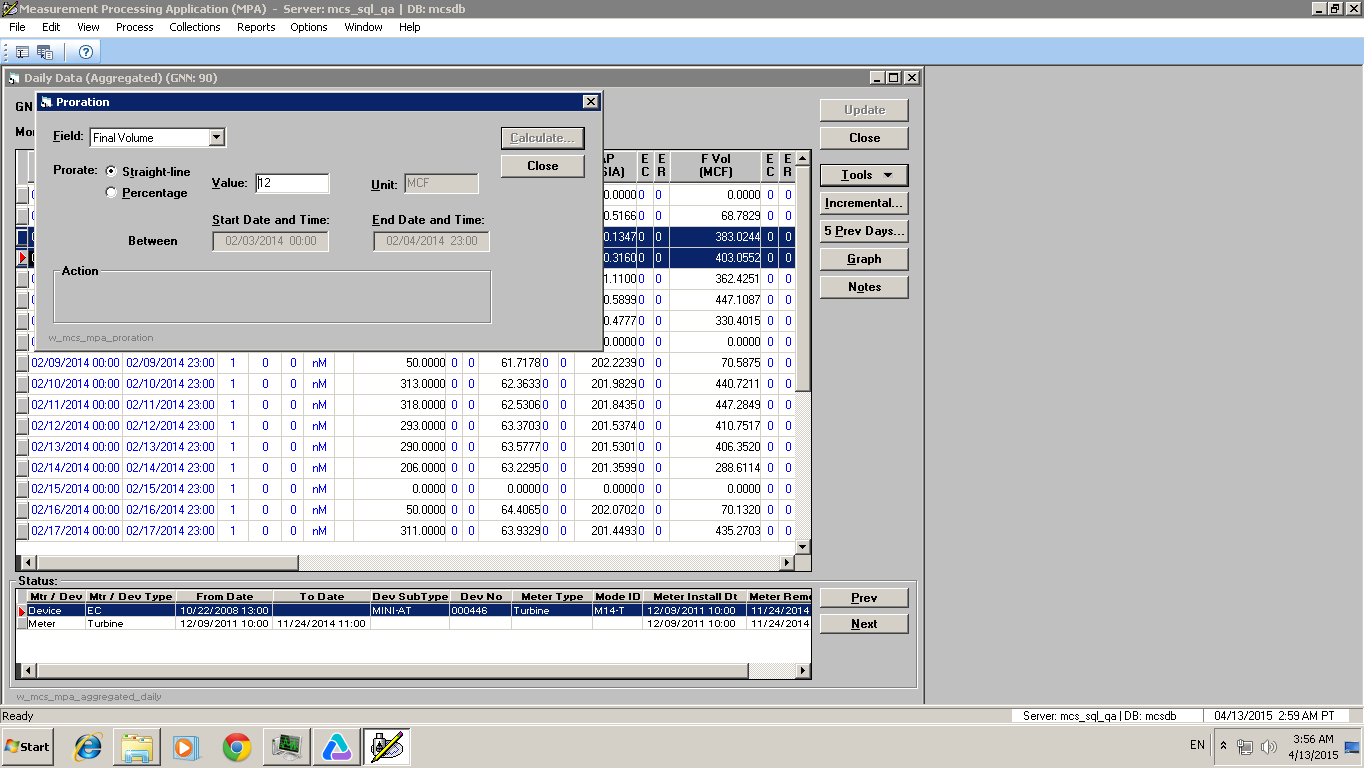 Measurement Processing Application (MPA) - Server: mcs_sql_qa | DB: mcsdb
File Edit View Process Collections Reports Options Window Help
Daily Data (Aggregated) (GNN: 90)
Proration
Field: Final Volume
Calculate...
Close
Prorate: Straight-line
Percentage
Value: 12
Unit: MCF
Start Date and Time: End Date and Time:
Between 02/03/2014 00:00 02/04/2014 23:00
Action
w_mcs_mpa_proration
GN
Update
Close
Tools
Incremental...
5 Prev Days...
Graph
Notes
E E F Vol E E
C R (MCF) C R
0.0000 0 0 0.0000 0 0
.5166 0 0 68.7829 0 0
.1347 0 0 383.0244 0 0
.3160 0 0 403.0552 0 0
.1100 0 0 362.4251 0 0
.5899 0 0 447.1087 0 0
.4777 0 0 330.4015 0 0
.0000 0 0 0.0000 0 0
02/09/2014 00:00 02/09/2014 23:00 1 0 0 nM 50.0000 0 0 61.7178 0 0 202.2239 0 0 70.5875 0 0
02/10/2014 00:00 02/10/2014 23:00 1 0 0 nM 313.0000 0 0 62.3633 0 0 201.9829 0 0 440.7211 0 0
02/11/2014 00:00 02/11/2014 23:00 1 0 0 nM 318.0000 0 0 62.5306 0 0 201.8435 0 0 447.2849 0 0
02/12/2014 00:00 02/12/2014 23:00 1 0 0 nM 293.0000 0 0 63.3703 0 0 201.5374 0 0 410.7517 0 0
02/13/2014 00:00 02/13/2014 23:00 1 0 0 nM 290.0000 0 0 63.5777 0 0 201.5301 0 0 406.3520 0 0
02/14/2014 00:00 02/14/2014 23:00 1 0 0 nM 206.0000 0 0 63.2295 0 0 201.3599 0 0 288.6114 0 0
02/15/2014 00:00 02/15/2014 23:00 1 0 0 nM 0.0000 0 0 0.0000 0 0 0.0000 0 0 0.0000 0 0
02/16/2014 00:00 02/16/2014 23:00 1 0 0 nM 50.0000 0 0 64.4065 0 0 202.0702 0 0 70.1320 0 0
02/17/2014 00:00 02/17/2014 23:00 1 0 0 nM 311.0000 0 0 63.9329 0 0 201.4493 0 0 435.2703 0 0
Status:
Mtr / Dev Mtr / Dev Type From Date To Date Dev SubType Dev No Meter Type Mode ID Meter Install Dt Meter Remo
Device EC 10/22/2008 13:00 MINI-AT 000446 Turbine M14-T 12/09/2011 10:00 11/24/2014
Meter Turbine 12/09/2011 10:00 11/24/2014 11:00 12/09/2011 10:00 11/24/2014
Prev
Next
w_mcs_mpa_aggregated_daily
Ready Server: mcs_sql_qa | DB: mcsdb 04/13/2015 2:59 AM PT
Start
EN
3:56 AM
4/13/2015